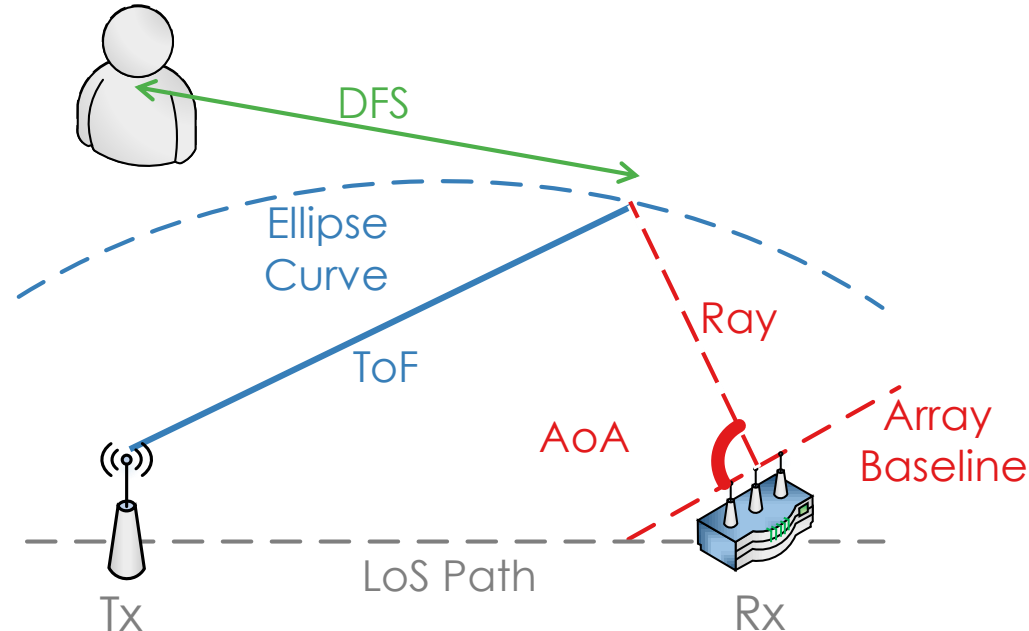 DFS
Ellipse
Curve
Ray
ToF
Array
Baseline
AoA
LoS Path
Tx
Rx